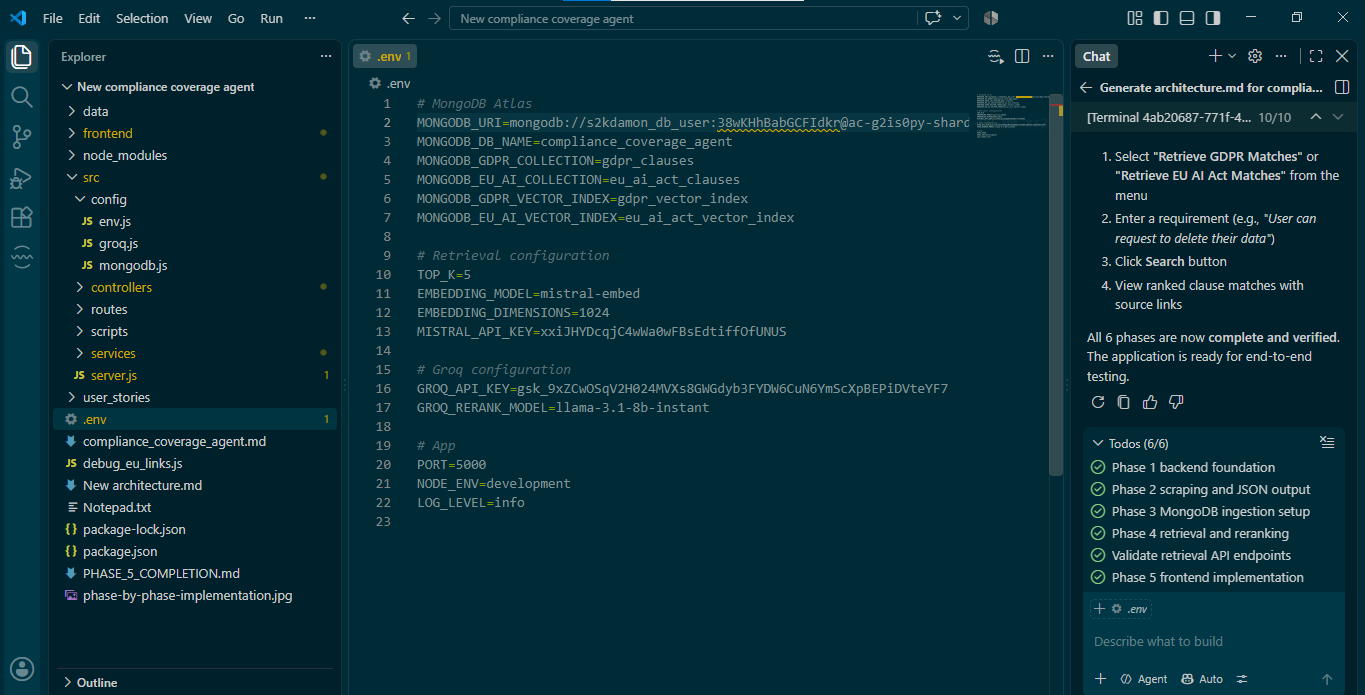 File Edit Selection View Go Run ···
New compliance coverage agent
Explorer
New compliance coverage agent
data
frontend
node_modules
src
config
JS env.js
JS groq.js
JS mongodb.js
controllers
routes
scripts
services
JS server.js 1
user_stories
.env 1
compliance_coverage_agent.md
JS debug_eu_links.js
New architecture.md
Notepad.txt
{} package-lock.json
{} package.json
PHASE_5_COMPLETION.md
phase-by-phase-implementation.jpg
Outline
.env 1
.env
1 # MongoDB Atlas
2 MONGODB_URI=mongodb://s2kdamon_db_user:38wKHhBabGCFIdkr@ac-g2is0py-shard
3 MONGODB_DB_NAME=compliance_coverage_agent
4 MONGODB_GDPR_COLLECTION=gdpr_clauses
5 MONGODB_EU_AI_COLLECTION=eu_ai_act_clauses
6 MONGODB_GDPR_VECTOR_INDEX=gdpr_vector_index
7 MONGODB_EU_AI_VECTOR_INDEX=eu_ai_act_vector_index
8
9 # Retrieval configuration
10 TOP_K=5
11 EMBEDDING_MODEL=mistral-embed
12 EMBEDDING_DIMENSIONS=1024
13 MISTRAL_API_KEY=xxiJHYDcqjC4wWa0wFBsEdtiffOfUNUS
14
15 # Groq configuration
16 GROQ_API_KEY=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
17 GROQ_RERANK_MODEL=llama-3.1-8b-instant
18
19 # App
20 PORT=5000
21 NODE_ENV=development
22 LOG_LEVEL=info
23
Chat
Generate architecture.md for complia...
[Terminal 4ab20687-771f-4... 10/10
1. Select "Retrieve GDPR Matches" or
"Retrieve EU AI Act Matches" from the
menu
2. Enter a requirement (e.g., "User can
request to delete their data")
3. Click Search button
4. View ranked clause matches with
source links
All 6 phases are now complete and verified.
The application is ready for end-to-end
testing.
Todos (6/6)
Phase 1 backend foundation
Phase 2 scraping and JSON output
Phase 3 MongoDB ingestion setup
Phase 4 retrieval and reranking
Validate retrieval API endpoints
Phase 5 frontend implementation
.env
Describe what to build
Agent Auto